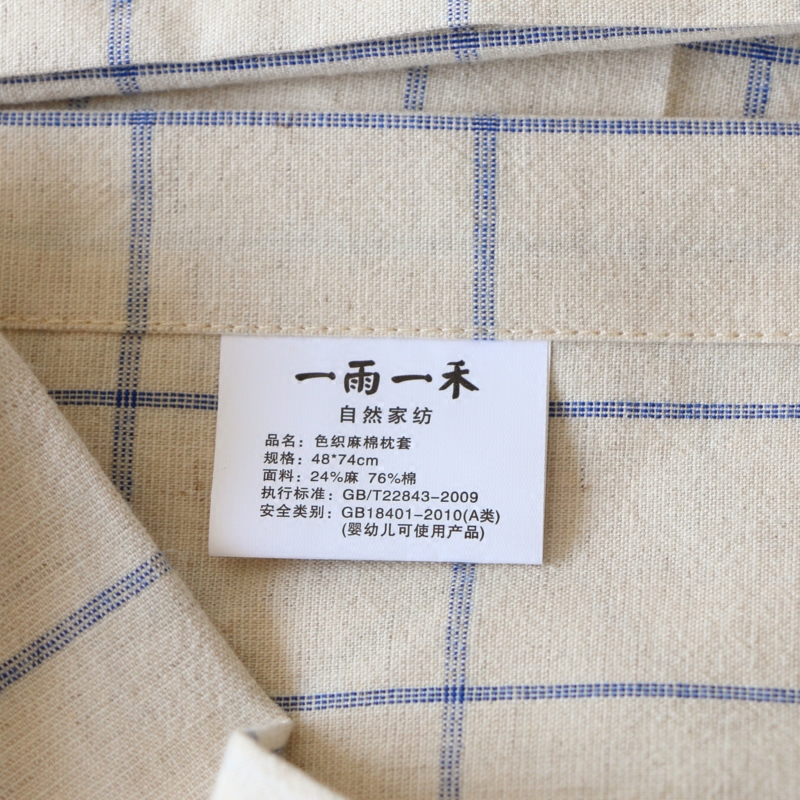 一雨一禾
自然家纺
品名：色织麻棉枕套
规格：48*74cm
面料：24%麻 76%棉
执行标准：GB/T22843-2009
安全类别：GB18401-2010(A类)
(婴幼儿可使用产品)